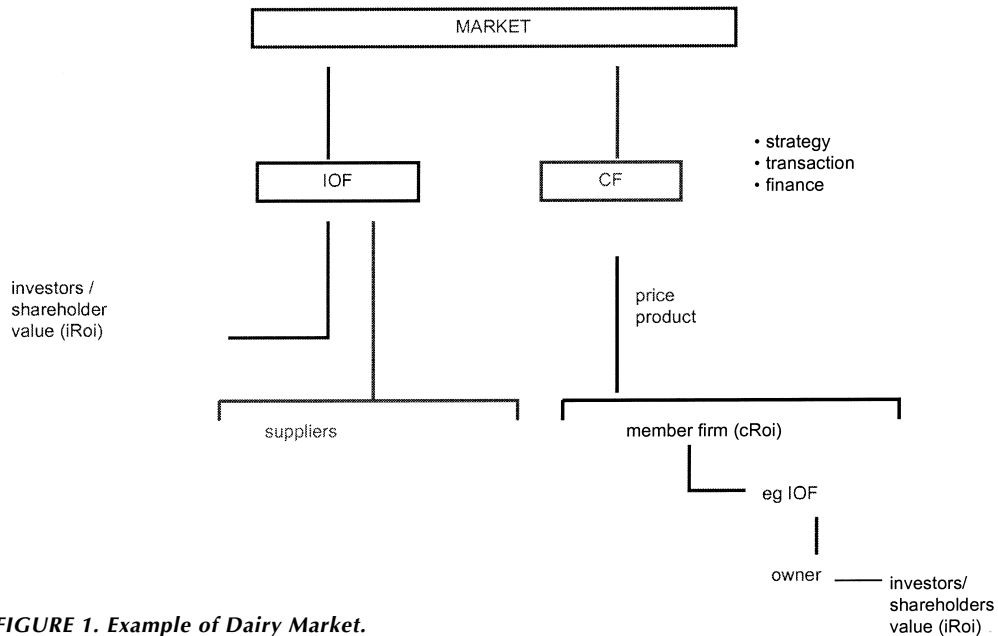 MARKET
IOF
CF
• strategy
• transaction
• finance
investors /
shareholder
value (iRoi)
price
product
suppliers
member firm (cRoi)
eg IOF
owner
investors/
shareholders
value (iRoi)
FIGURE 1. Example of Dairy Market.